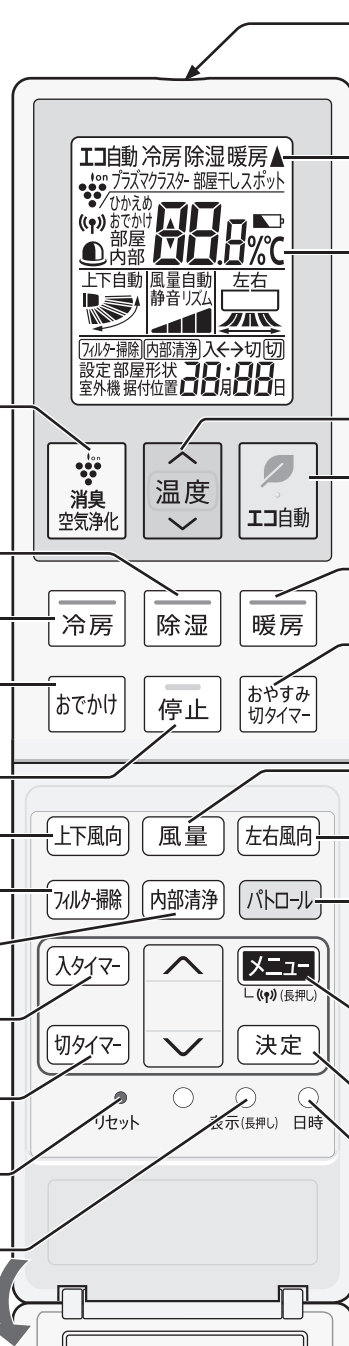 エコ自動 冷房 除湿 暖房▲
ion プラズマクラスター 部屋干しスポット
ひかえめ
おでかけ
部屋
内部
88.8%℃
上下自動 風量自動 左右
静音リズム
フィルター掃除 内部清浄 入←→切 切
設定 部屋形状
室外機 据付位置 28月88日
ion
消臭
空気浄化
温度
エコ自動
冷房
除湿
暖房
おでかけ
停止
おやすみ
切タイマー
上下風向
風量
左右風向
フィルター掃除
内部清浄
パトロール
入タイマー
メニュー
(長押し)
切タイマー
決定
リセット
表示(長押し)
日時